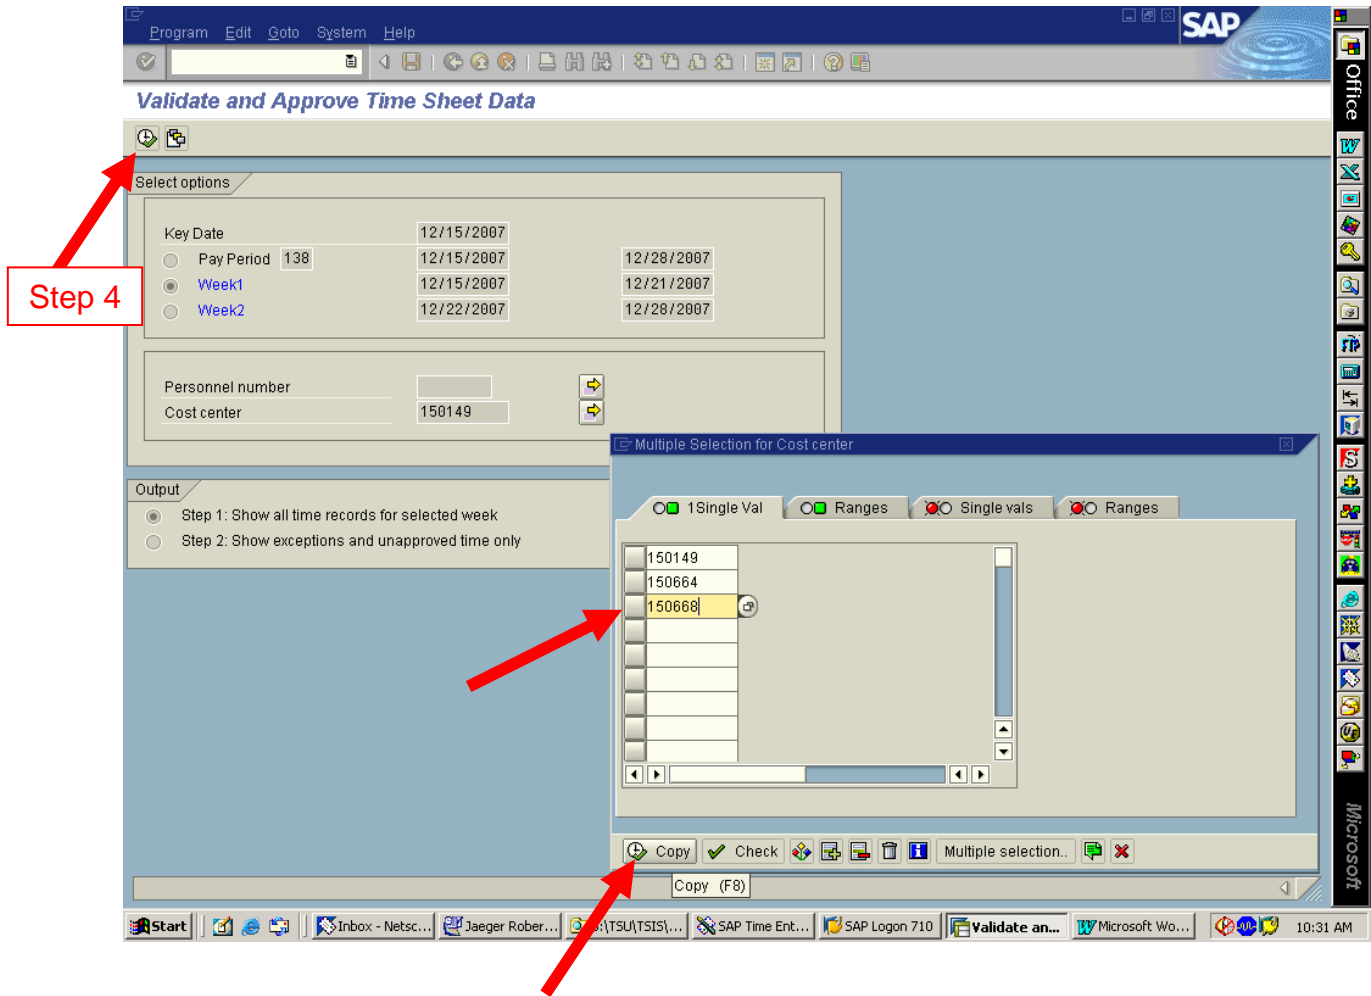 Program Edit Goto System Help
SAP
Validate and Approve Time Sheet Data
Select options
Key Date 12/15/2007
Pay Period 138 12/15/2007 12/28/2007
Week1 12/15/2007 12/21/2007
Week2 12/22/2007 12/28/2007
Step 4
Personnel number
Cost center 150149
Multiple Selection for Cost center
Output
Step 1: Show all time records for selected week
Step 2: Show exceptions and unapproved time only
1Single Val Ranges Single vals Ranges
150149
150664
150668
Copy Check Multiple selection..
Copy (F8)
Start Inbox - Netsc... Jaeger Rober... \TSU\TSIS\... SAP Time Ent... SAP Logon 710 Validate an... Microsoft Wo... 10:31 AM
Office
Microsoft